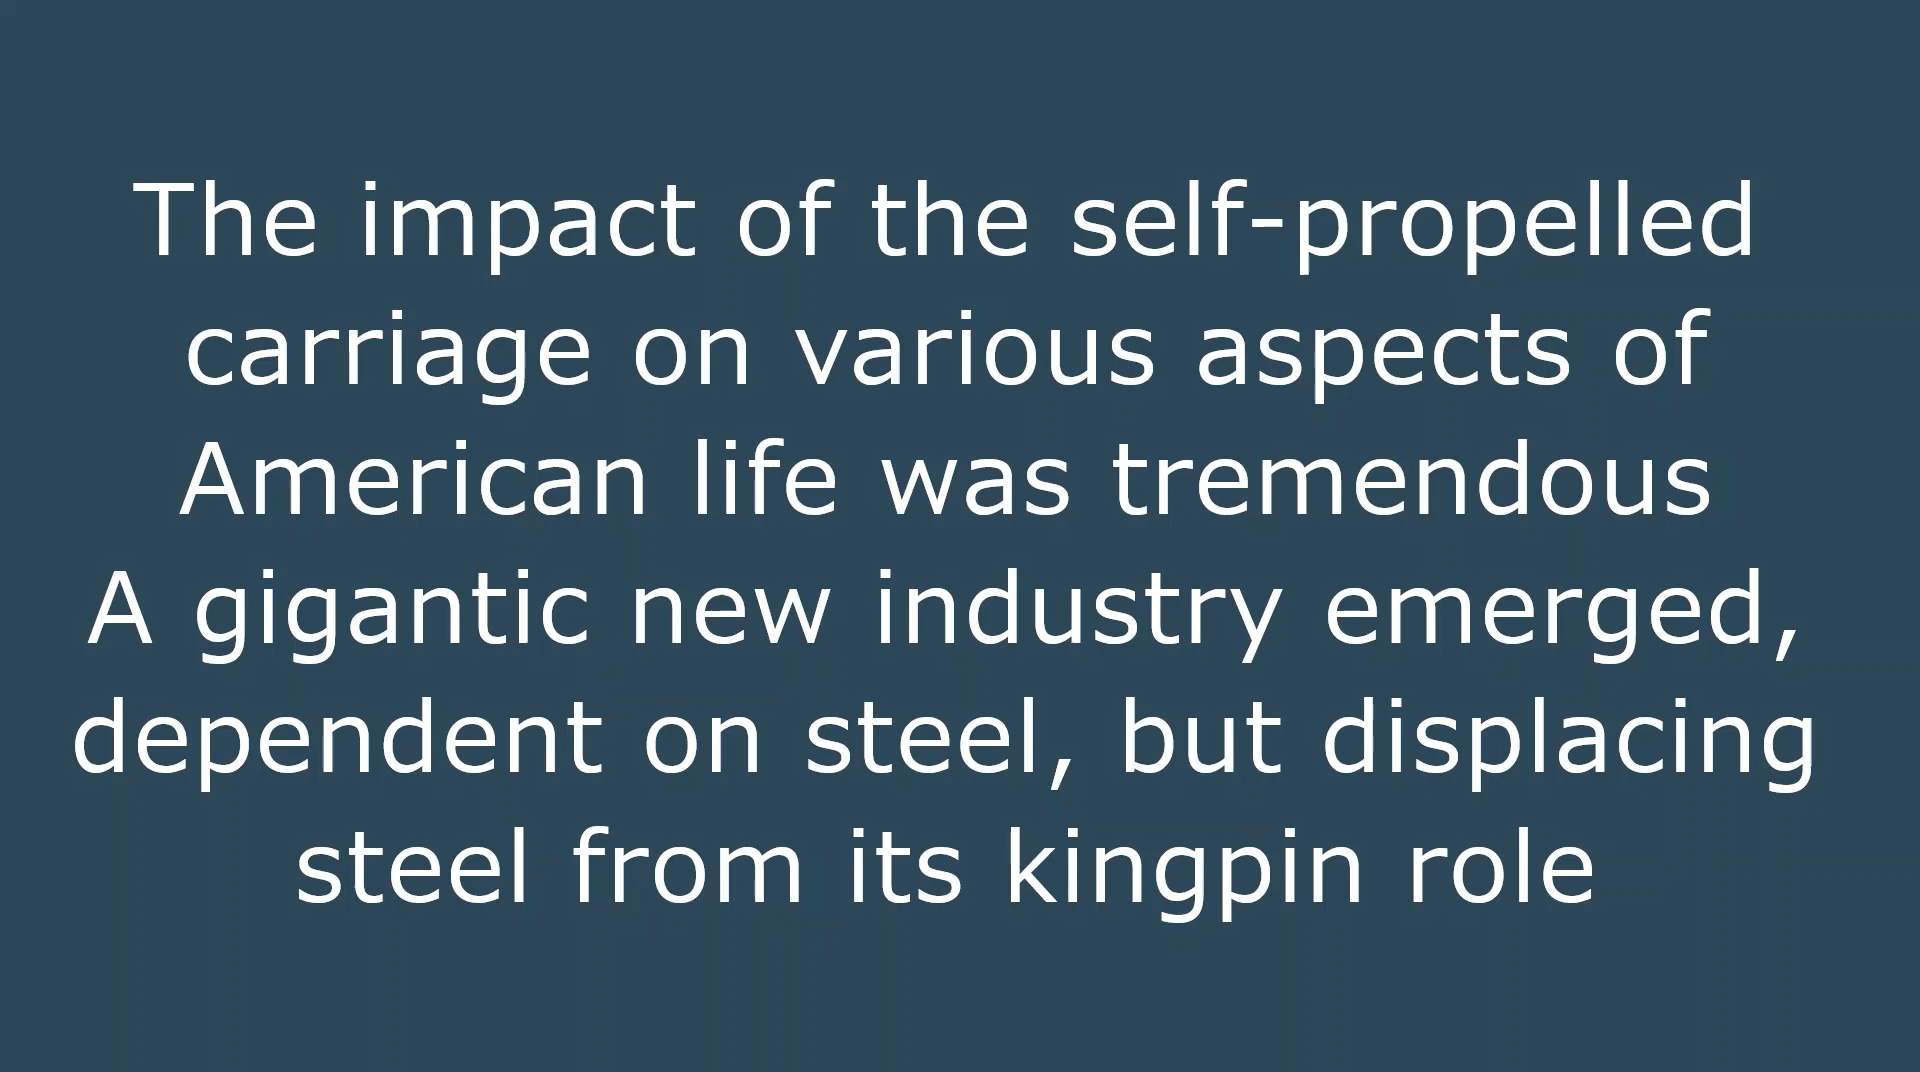 The impact of the self-propelled
carriage on various aspects of
American life was tremendous
A gigantic new industry emerged,
dependent on steel, but displacing
steel from its kingpin role